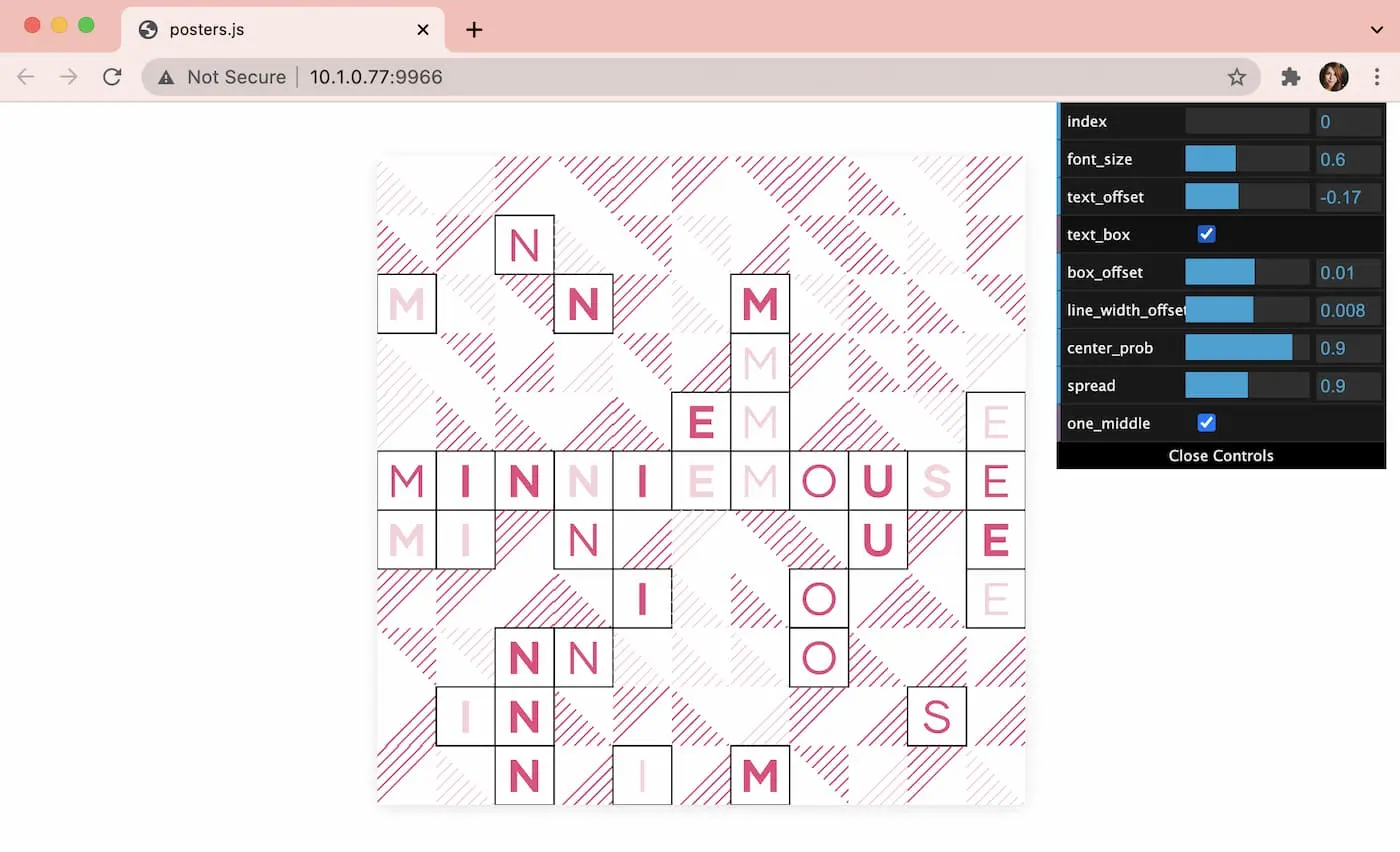 posters.js
Not Secure 10.1.0.77:9966
index 0
font_size 0.6
text_offset -0.17
text_box
box_offset 0.01
line_width_offset 0.008
center_prob 0.9
spread 0.9
one_middle
Close Controls
N
M N M
M
E M E
M I N N I E M O U S E
M I N U E
I O E
N N O
I N S
N I M